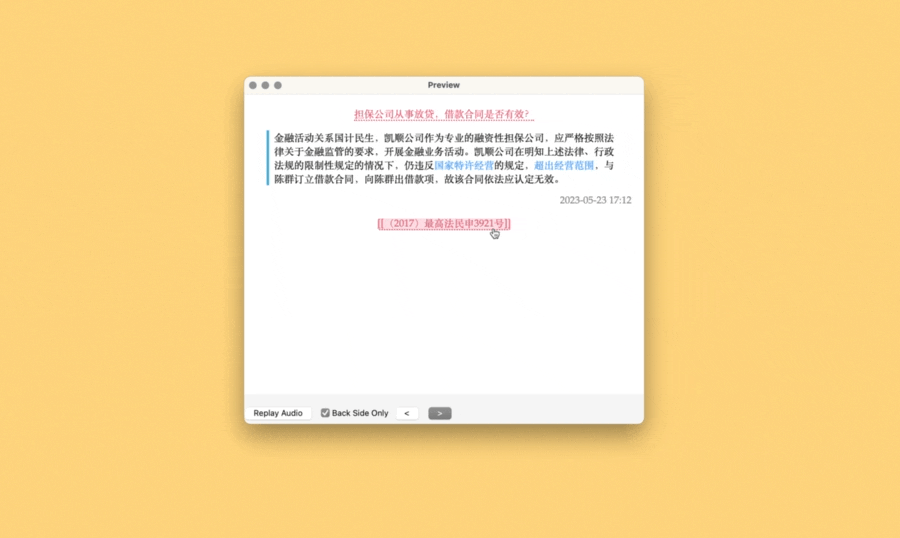 Preview
担保公司从事放贷，借款合同是否有效？
金融活动关系国计民生，凯顺公司作为专业的融资性担保公司，应严格按照法
律关于金融监管的要求，开展金融业务活动。凯顺公司在明知上述法律、行政
法规的限制性规定的情况下，仍违反国家特许经营的规定，超出经营范围，与
陈群订立借款合同，向陈群出借款项，故该合同依法应认定无效。
2023-05-23 17:12
[[（2017）最高法民申3921号]]
Replay Audio Back Side Only < >